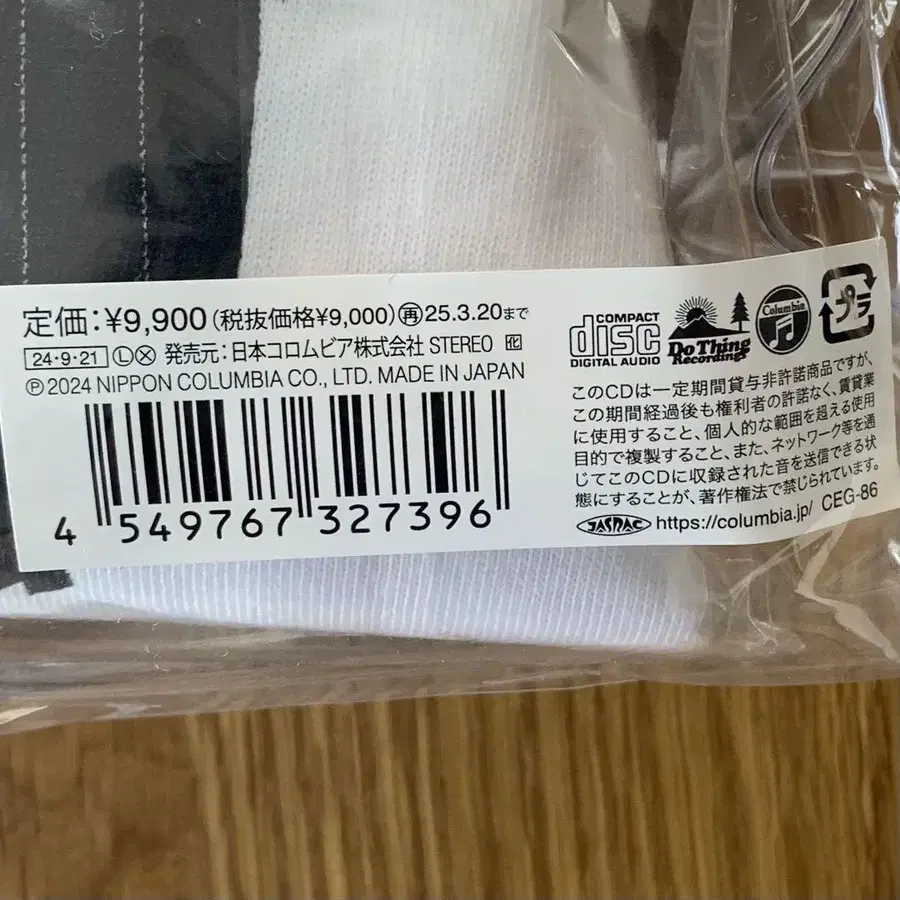 定価:¥9,900(税抜価格¥9,000)再25.3.20まで
24・9・21 Ⓛ 発売元:日本コロムビア株式会社 STEREO
Ⓟ2024 NIPPON COLUMBIA CO., LTD. MADE IN JAPAN
4 549767 327396
COMPACT
disc
DIGITAL AUDIO
Do Thing
Recordings
Columbia
プラ
このCDは一定期間貸与非許諾商品ですが、
この期間経過後も権利者の許諾なく、賃貸業
に使用すること、個人的な範囲を超える使用
目的で複製すること、また、ネットワーク等を通
じてこのCDに収録された音を送信できる状
態にすることが、著作権法で禁じられています。
JASRAC https://columbia.jp/ CEG-86